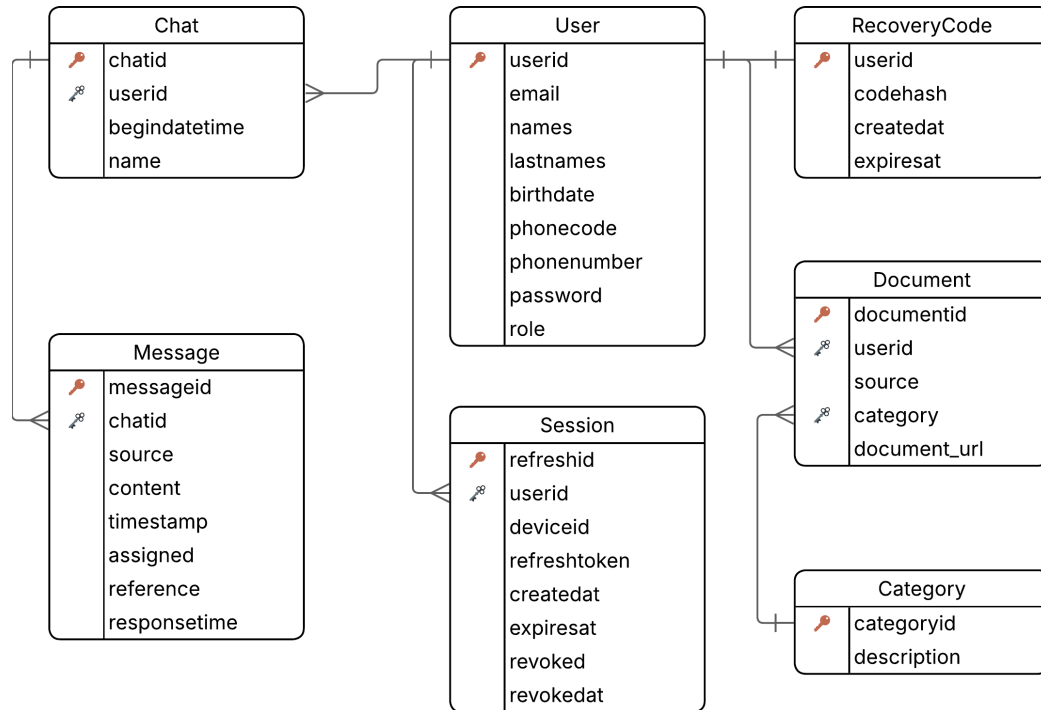 Chat
chatid
userid
begindatetime
name
User
userid
email
names
lastnames
birthdate
phonecode
phonenumber
password
role
RecoveryCode
userid
codehash
createdat
expiresat
Message
messageid
chatid
source
content
timestamp
assigned
reference
responsetime
Session
refreshid
userid
deviceid
refreshtoken
createdat
expiresat
revoked
revokedat
Document
documentid
userid
source
category
document_url
Category
categoryid
description